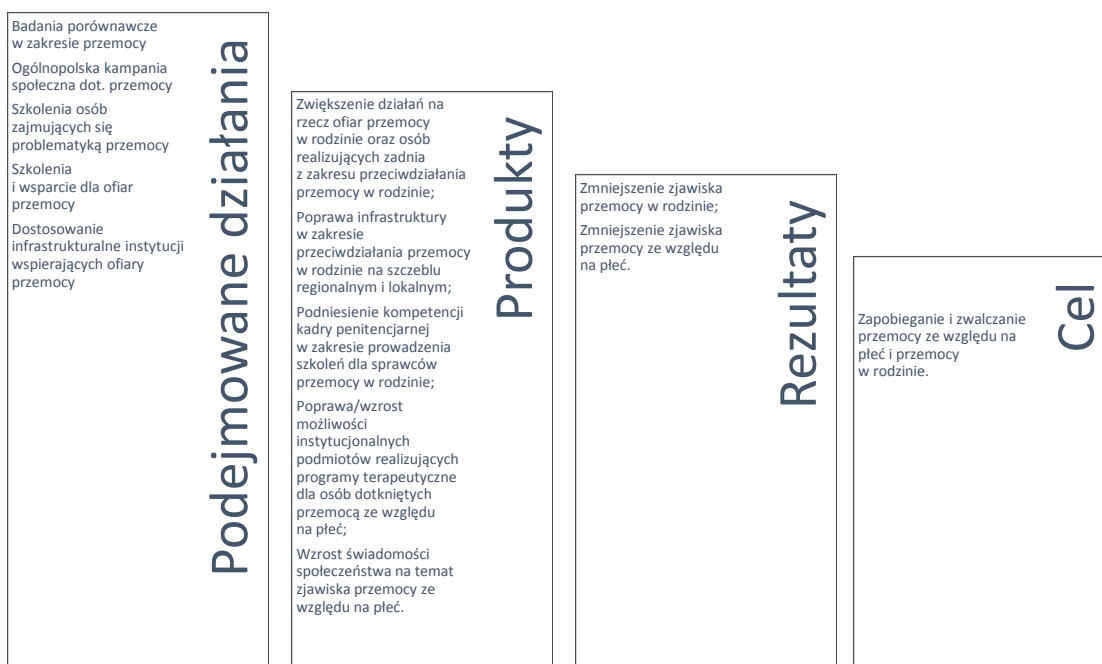 Badania porównawcze
w zakresie przemocy
Ogólnopolska kampania
społeczna dot. przemocy
Szkolenia osób
zajmujących się
problematyką przemocy
Szkolenia
i wsparcie dla ofiar
przemocy
Dostosowanie
infrastrukturalne instytucji
wspierających ofiary
przemocy
Podejmowane działania
Zwiększenie działań na
rzecz ofiar przemocy
w rodzinie oraz osób
realizujących zadnia
z zakresu przeciwdziałania
przemocy w rodzinie;
Poprawa infrastruktury
w zakresie
przeciwdziałania przemocy
w rodzinie na szczeblu
regionalnym i lokalnym;
Podniesienie kompetencji
kadry penitencjarnej
w zakresie prowadzenia
szkoleń dla sprawców
przemocy w rodzinie;
Poprawa/wzrost
możliwości
instytucjonalnych
podmiotów realizujących
programy terapeutyczne
dla osób dotkniętych
przemocą ze względu
na płeć;
Wzrost świadomości
społeczeństwa na temat
zjawiska przemocy ze
względu na płeć.
Produkty
Zmniejszenie zjawiska
przemocy w rodzinie;
Zmniejszenie zjawiska
przemocy ze względu
na płeć.
Rezultaty
Zapobieganie i zwalczanie
przemocy ze względu na
płeć i przemocy
w rodzinie.
Cel